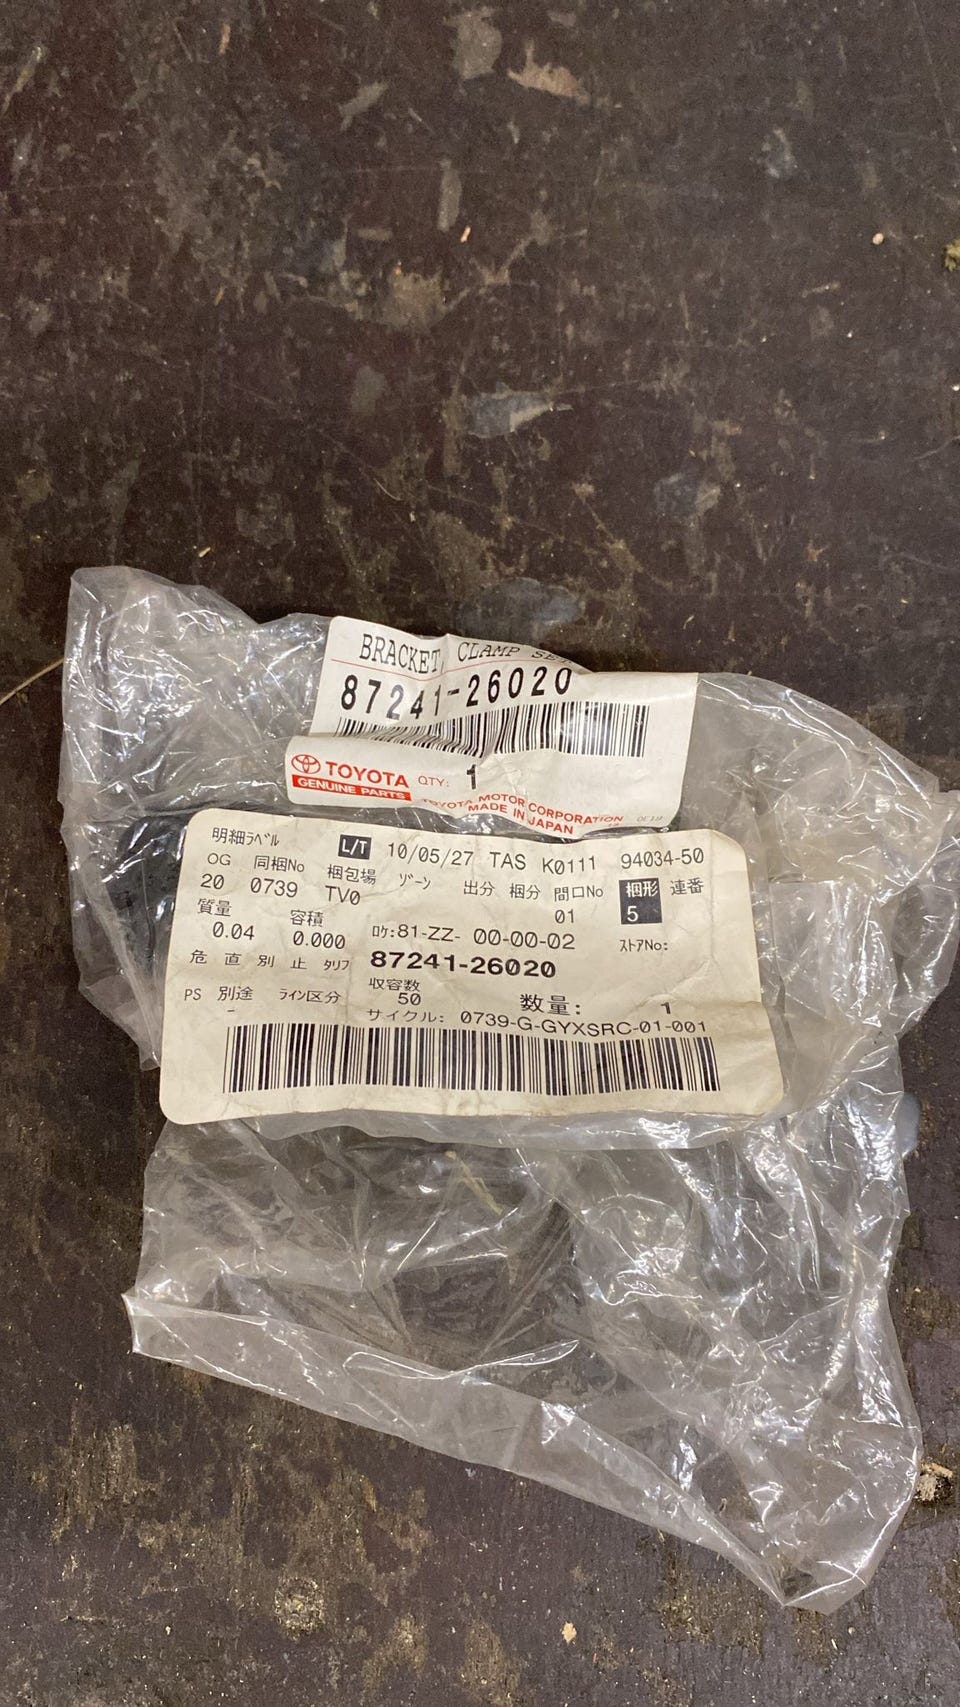 BRACKET, CLAMP SET
87241-26020
TOYOTA QTY: 1
GENUINE PARTS
TOYOTA MOTOR CORPORATION
MADE IN JAPAN
明細ラベル L/T 10/05/27 TAS K0111 94034-50
OG 同梱No 梱包場 ゾーン 出分 梱分 間口No 梱形 連番
20 0739 TV0 01 5
質量 容積 ロケ:81-ZZ- 00-00-02 ストアNo:
0.04 0.000
危 直 別 止 タリフ 87241-26020
PS 別途 ライン区分 収容数 数量: 1
- 50
サイクル: 0739-G-GYXSRC-01-001